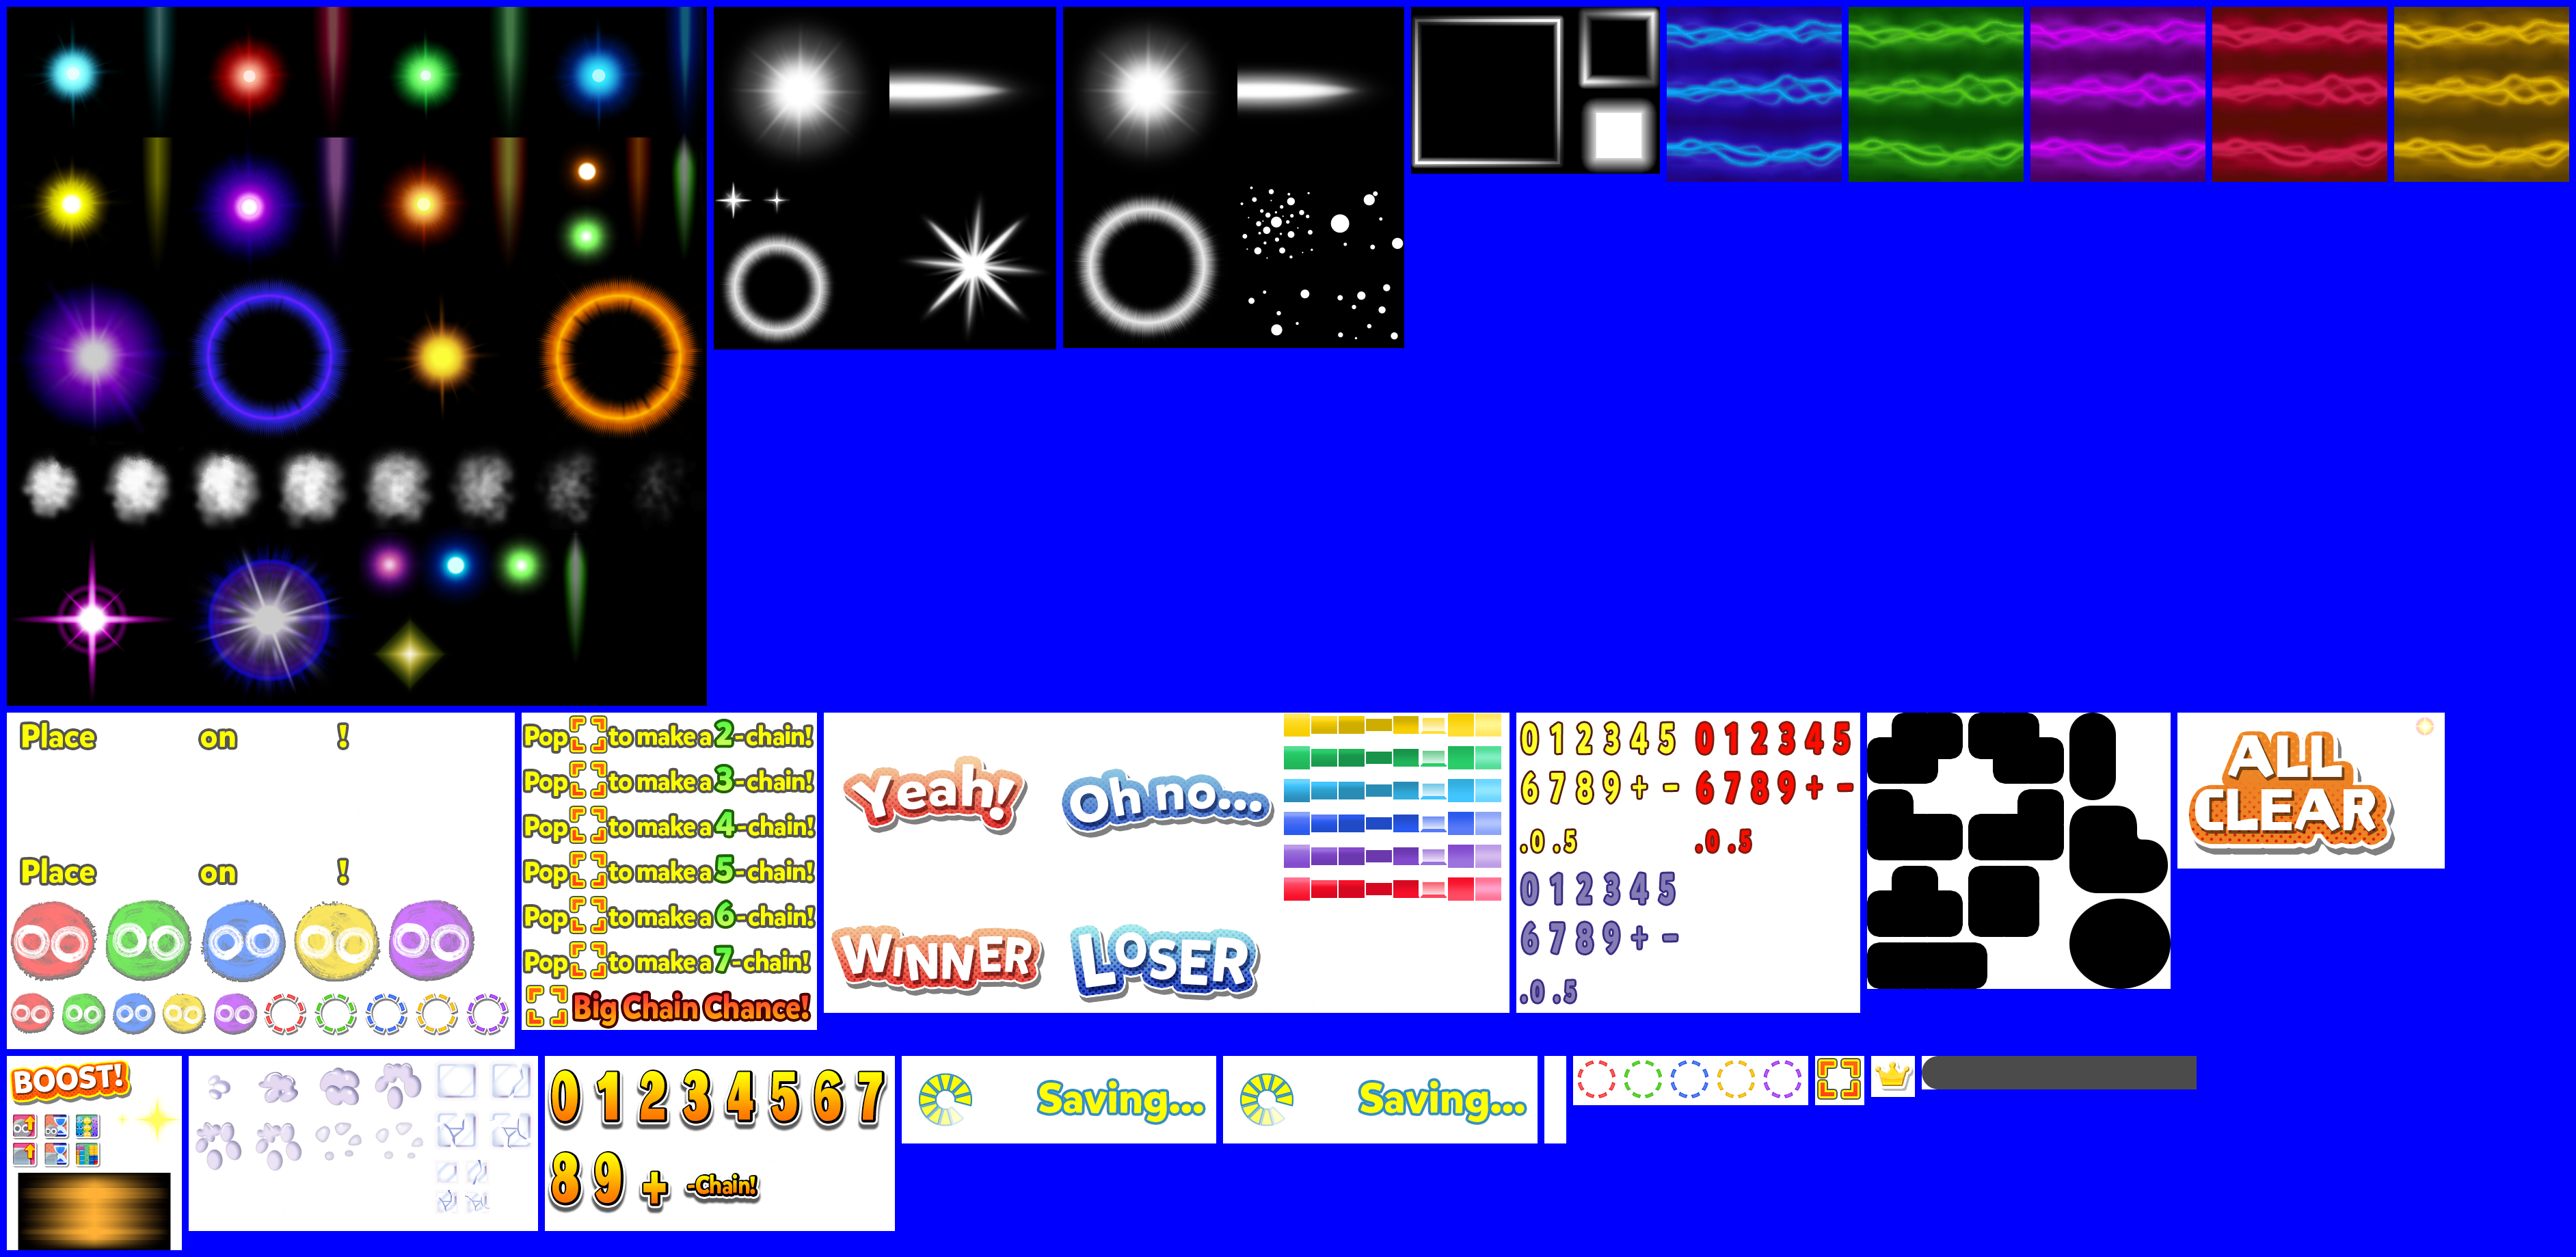 Place on !
Place on !
Pop to make a 2-chain!
Pop to make a 3-chain!
Pop to make a 4-chain!
Pop to make a 5-chain!
Pop to make a 6-chain!
Pop to make a 7-chain!
Big Chain Chance!
Yeah!
Oh no...
WINNER
LOSER
0 1 2 3 4 5
6 7 8 9 + -
.0 .5
0 1 2 3 4 5
6 7 8 9 + -
.0 .5
0 1 2 3 4 5
6 7 8 9 + -
.0 .5
ALL
CLEAR
BOOST!
0 1 2 3 4 5 6 7
8 9 + -Chain!
Saving...
Saving...